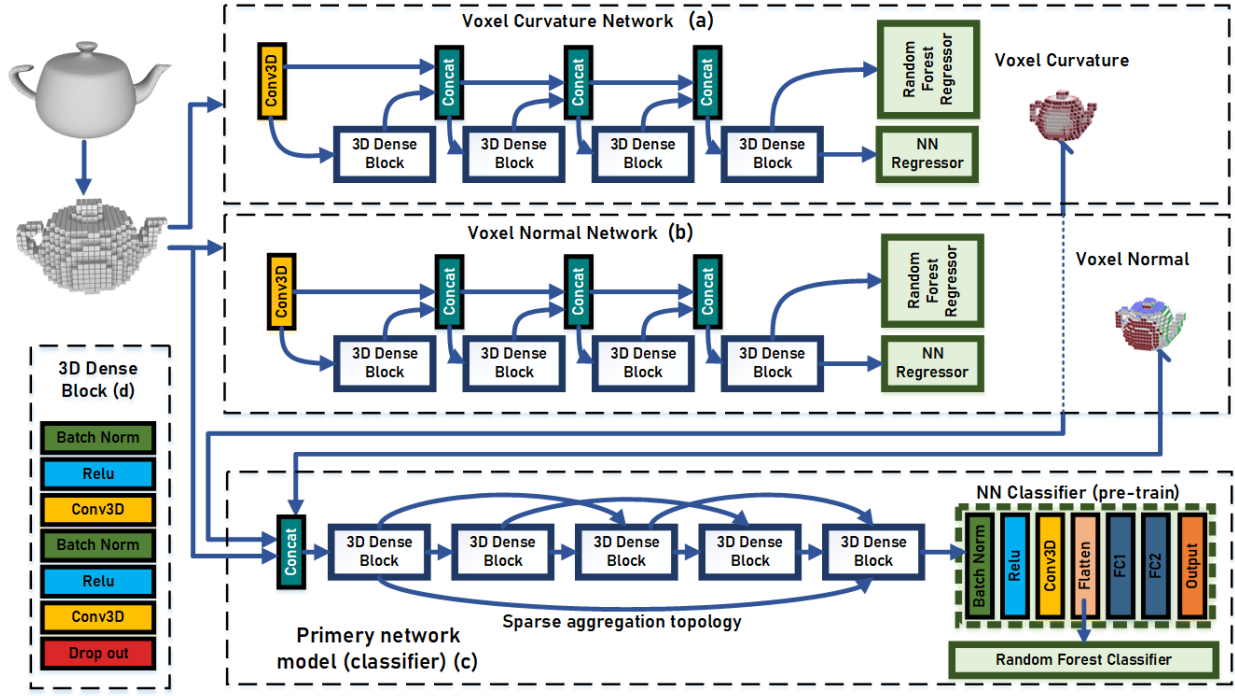 Voxel Curvature Network (a)
Conv3D
Concat
Concat
Concat
3D Dense
Block
3D Dense
Block
3D Dense
Block
3D Dense
Block
Random
Forest
Regressor
NN
Regressor
Voxel Curvature
Voxel Normal Network (b)
Conv3D
Concat
Concat
Concat
3D Dense
Block
3D Dense
Block
3D Dense
Block
3D Dense
Block
Random
Forest
Regressor
NN
Regressor
Voxel Normal
3D Dense
Block (d)
Batch Norm
Relu
Conv3D
Batch Norm
Relu
Conv3D
Drop out
Concat
3D Dense
Block
3D Dense
Block
3D Dense
Block
3D Dense
Block
3D Dense
Block
Sparse aggregation topology
Primery network
model (classifier) (c)
NN Classifier (pre-train)
Batch Norm
Relu
Conv3D
Flatten
FC1
FC2
Output
Random Forest Classifier